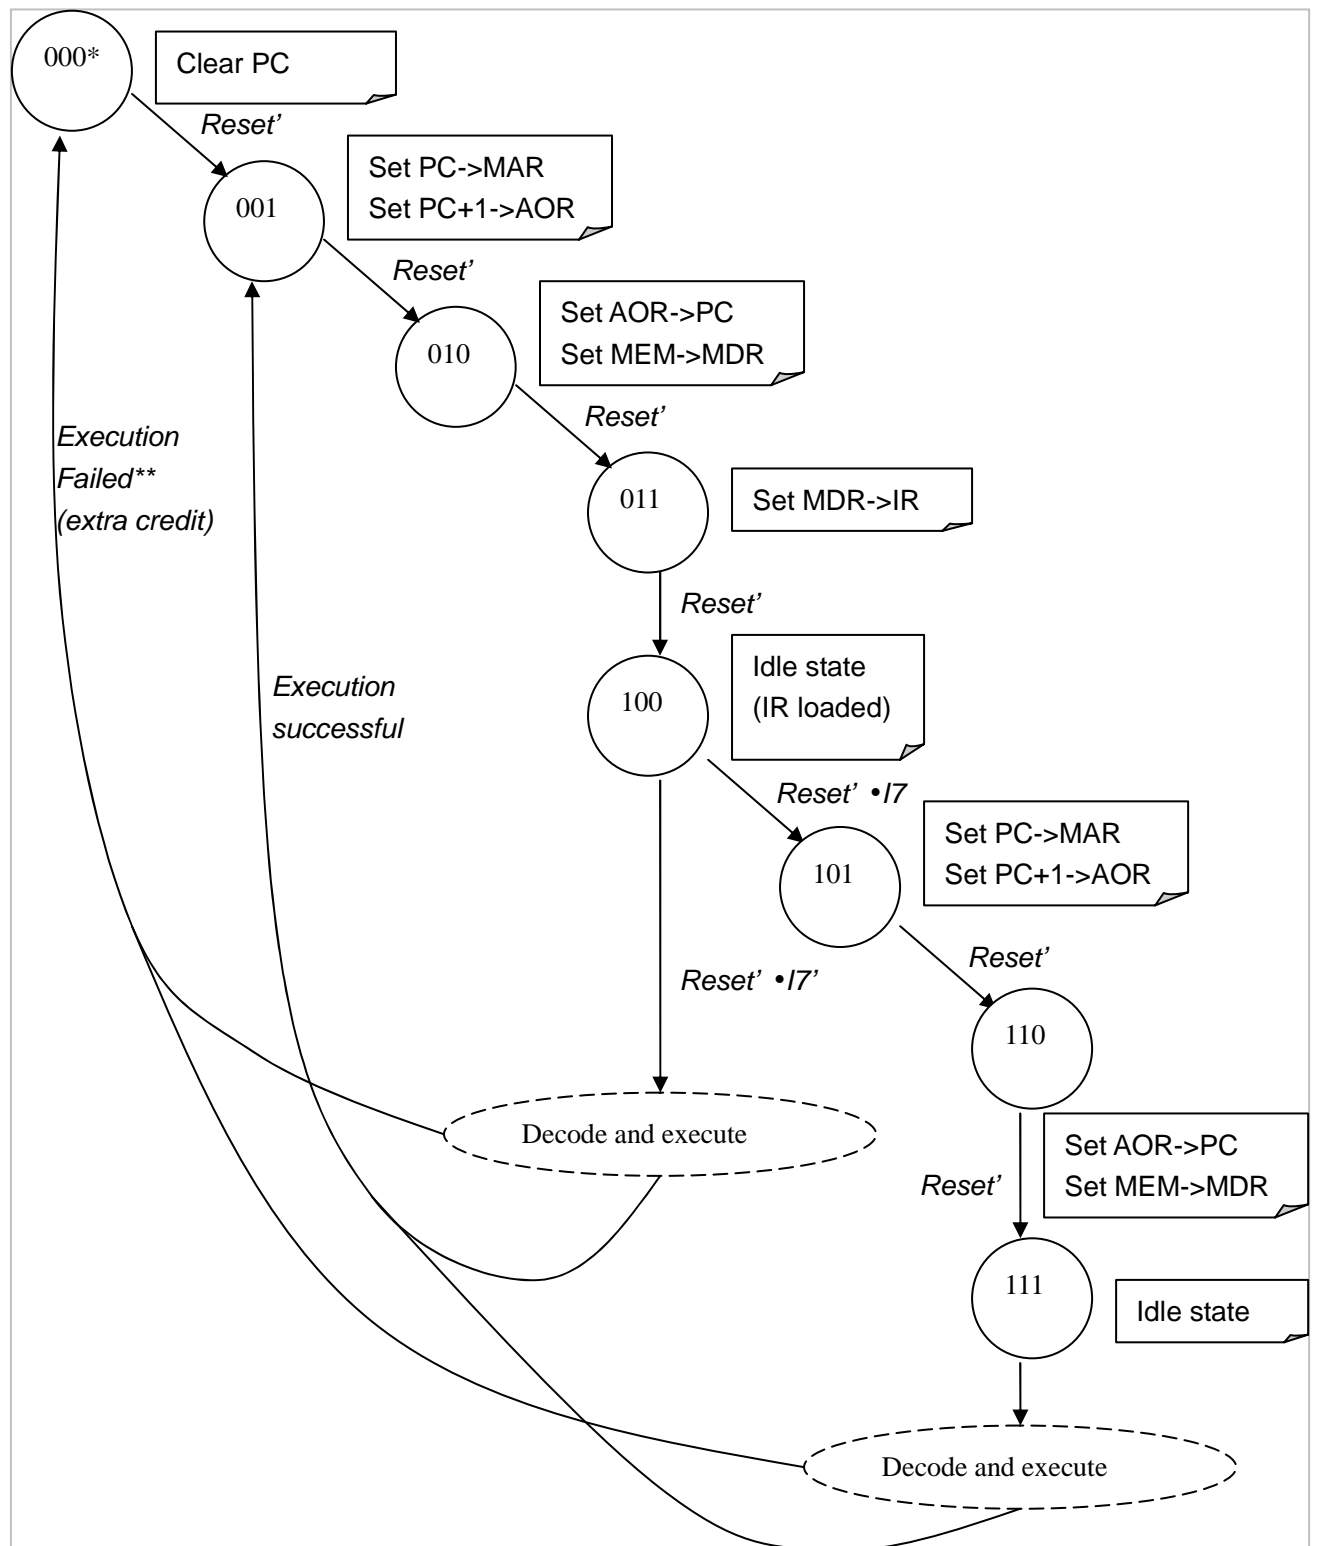 000*
Clear PC
Reset’
001
Set PC->MAR
Set PC+1->AOR
Reset’
010
Set AOR->PC
Set MEM->MDR
Reset’
011
Set MDR->IR
Execution
Failed**
(extra credit)
Reset’
100
Idle state
(IR loaded)
Execution
successful
Reset’ •I7
101
Set PC->MAR
Set PC+1->AOR
Reset’
Reset’ •I7’
110
Decode and execute
Set AOR->PC
Set MEM->MDR
Reset’
111
Idle state
Decode and execute